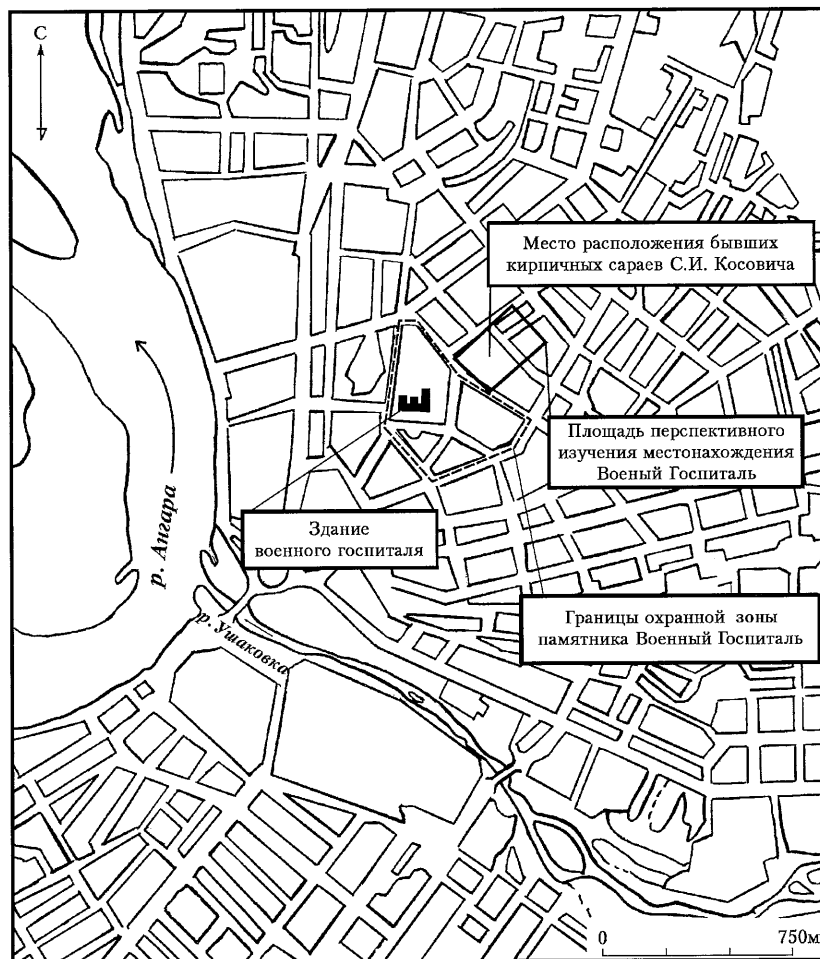 С
Место расположения бывших
кирпичных сараев С.И. Косовича
Площадь перспективного
изучения местонахождения
Военый Госпиталь
Здание
военного госпиталя
р. Ангара
Границы охранной зоны
памятника Военный Госпиталь
р. Ушаковка
0 750м